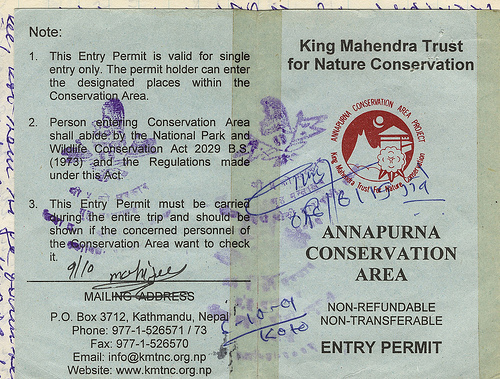 Note:
1. This Entry Permit is valid for single
entry only. The permit holder can enter
the designated places within the
Conservation Area.
2. Person entering Conservation Area
shall abide by the National Park and
Wildlife Conservation Act 2029 B.S.
(1973) and the Regulations made
under this Act.
3. This Entry Permit must be carried
during the entire trip and should be
shown if the concerned personnel of
the Conservation Area want to check
it.
9/10
MAILING ADDRESS
P.O. Box 3712, Kathmandu, Nepal
Phone: 977-1-526571 / 73
Fax: 977-1-526570
Email: info@kmtnc.org.np
Website: www.kmtnc.org.np
King Mahendra Trust
for Nature Conservation
ANNAPURNA CONSERVATION AREA PROJECT
King Mahendra Trust For Nature Conservation
ANNAPURNA
CONSERVATION
AREA
NON-REFUNDABLE
NON-TRANSFERABLE
ENTRY PERMIT
Koto